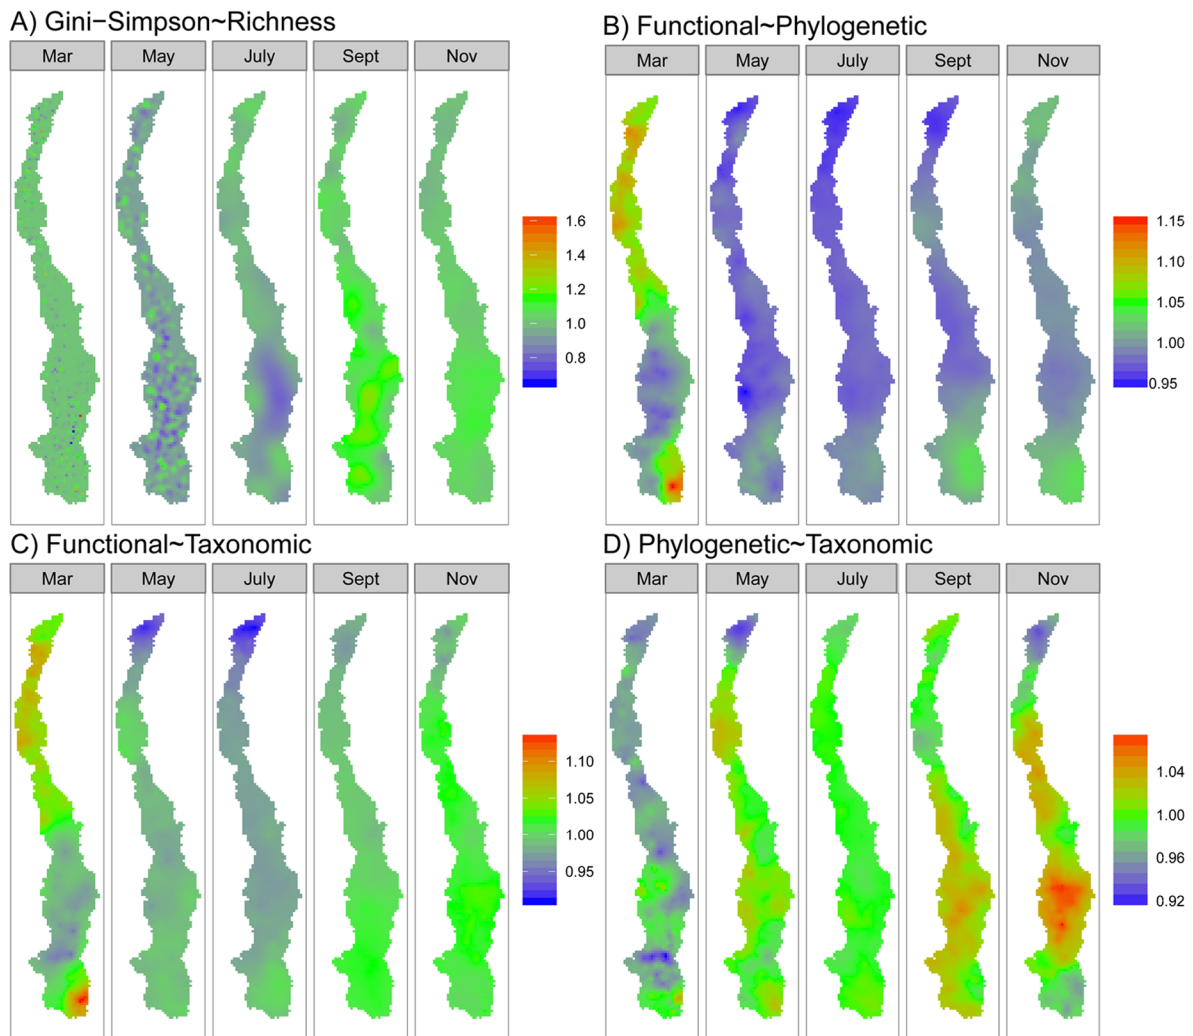 A) Gini−Simpson~Richness
Mar May July Sept Nov
1.6
1.4
1.2
1.0
0.8
B) Functional~Phylogenetic
Mar May July Sept Nov
1.15
1.10
1.05
1.00
0.95
C) Functional~Taxonomic
Mar May July Sept Nov
1.10
1.05
1.00
0.95
D) Phylogenetic~Taxonomic
Mar May July Sept Nov
1.04
1.00
0.96
0.92